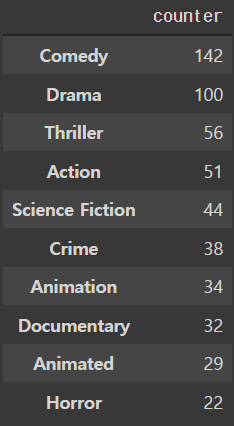 counter
Comedy 142
Drama 100
Thriller 56
Action 51
Science Fiction 44
Crime 38
Animation 34
Documentary 32
Animated 29
Horror 22